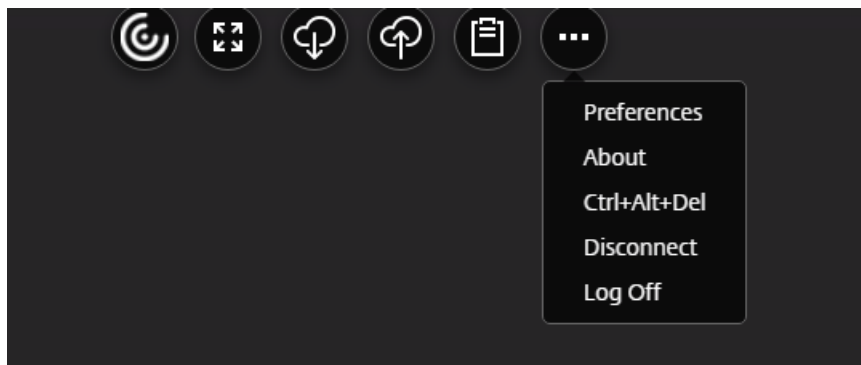 Preferences
About
Ctrl+Alt+Del
Disconnect
Log Off